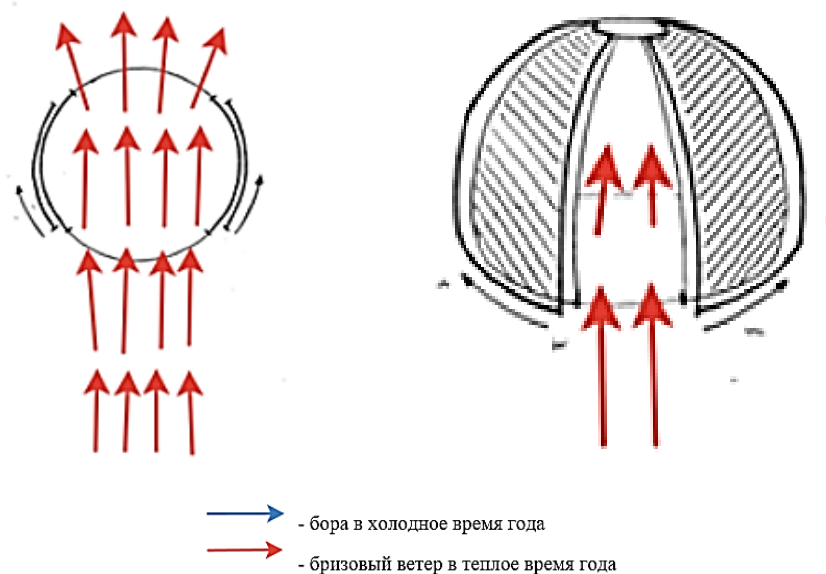 - бора в холодное время года
- бризовый ветер в теплое время года